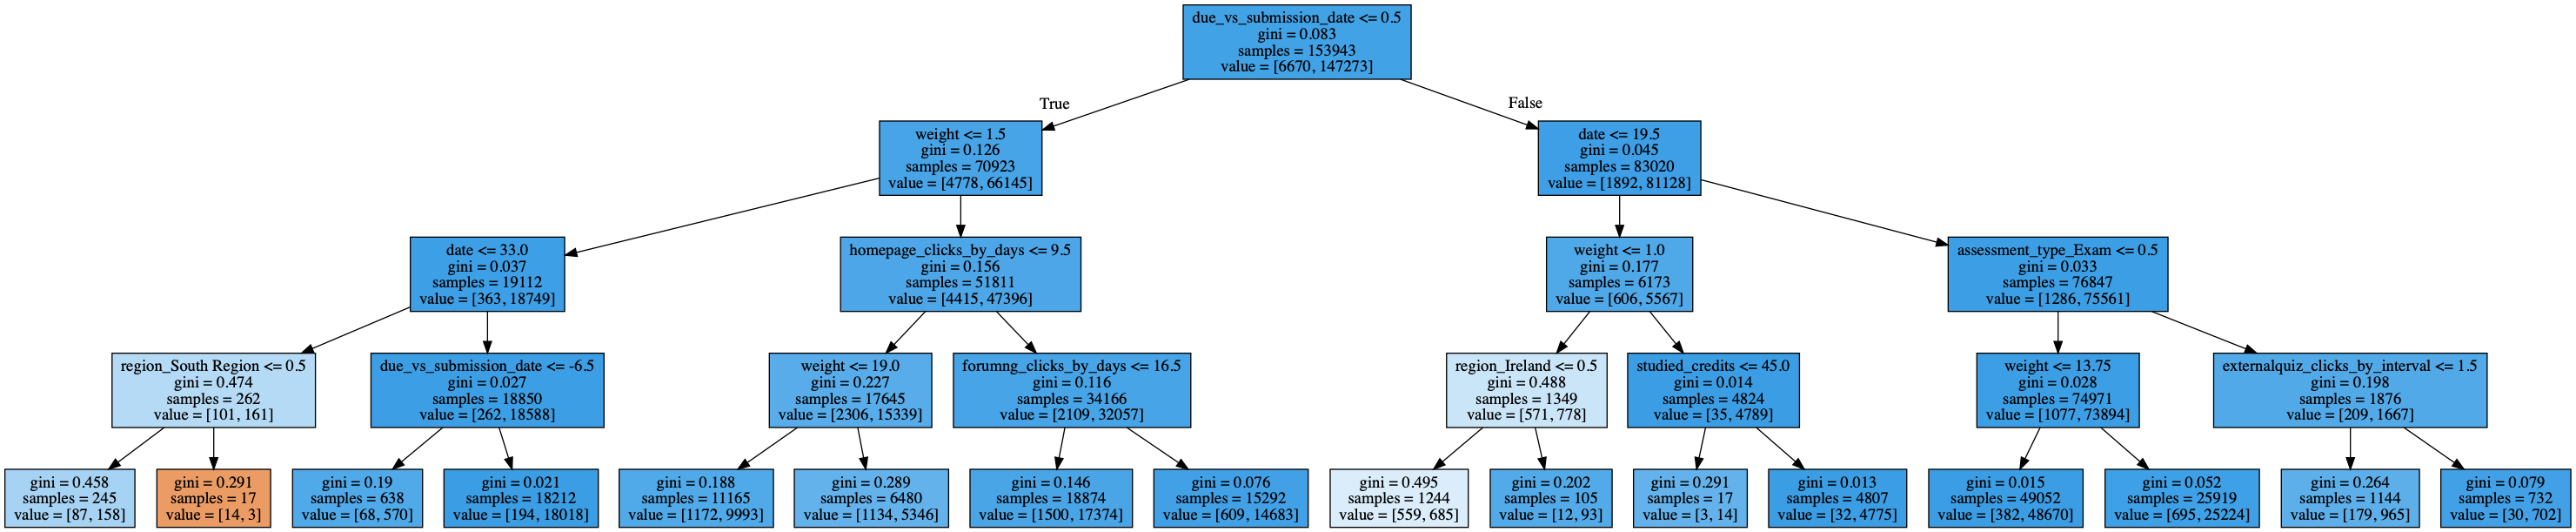 due_vs_submission_date <= 0.5
gini = 0.083
samples = 153943
value = [6670, 147273]
True
False
weight <= 1.5
gini = 0.126
samples = 70923
value = [4778, 66145]
date <= 19.5
gini = 0.045
samples = 83020
value = [1892, 81128]
date <= 33.0
gini = 0.037
samples = 19112
value = [363, 18749]
homepage_clicks_by_days <= 9.5
gini = 0.156
samples = 51811
value = [4415, 47396]
weight <= 1.0
gini = 0.177
samples = 6173
value = [606, 5567]
assessment_type_Exam <= 0.5
gini = 0.033
samples = 76847
value = [1286, 75561]
region_South Region <= 0.5
gini = 0.474
samples = 262
value = [101, 161]
due_vs_submission_date <= -6.5
gini = 0.027
samples = 18850
value = [262, 18588]
weight <= 19.0
gini = 0.227
samples = 17645
value = [2306, 15339]
forumng_clicks_by_days <= 16.5
gini = 0.116
samples = 34166
value = [2109, 32057]
region_Ireland <= 0.5
gini = 0.488
samples = 1349
value = [571, 778]
studied_credits <= 45.0
gini = 0.014
samples = 4824
value = [35, 4789]
weight <= 13.75
gini = 0.028
samples = 74971
value = [1077, 73894]
externalquiz_clicks_by_interval <= 1.5
gini = 0.198
samples = 1876
value = [209, 1667]
gini = 0.458
samples = 245
value = [87, 158]
gini = 0.291
samples = 17
value = [14, 3]
gini = 0.19
samples = 638
value = [68, 570]
gini = 0.021
samples = 18212
value = [194, 18018]
gini = 0.188
samples = 11165
value = [1172, 9993]
gini = 0.289
samples = 6480
value = [1134, 5346]
gini = 0.146
samples = 18874
value = [1500, 17374]
gini = 0.076
samples = 15292
value = [609, 14683]
gini = 0.495
samples = 1244
value = [559, 685]
gini = 0.202
samples = 105
value = [12, 93]
gini = 0.291
samples = 17
value = [3, 14]
gini = 0.013
samples = 4807
value = [32, 4775]
gini = 0.015
samples = 49052
value = [382, 48670]
gini = 0.052
samples = 25919
value = [695, 25224]
gini = 0.264
samples = 1144
value = [179, 965]
gini = 0.079
samples = 732
value = [30, 702]